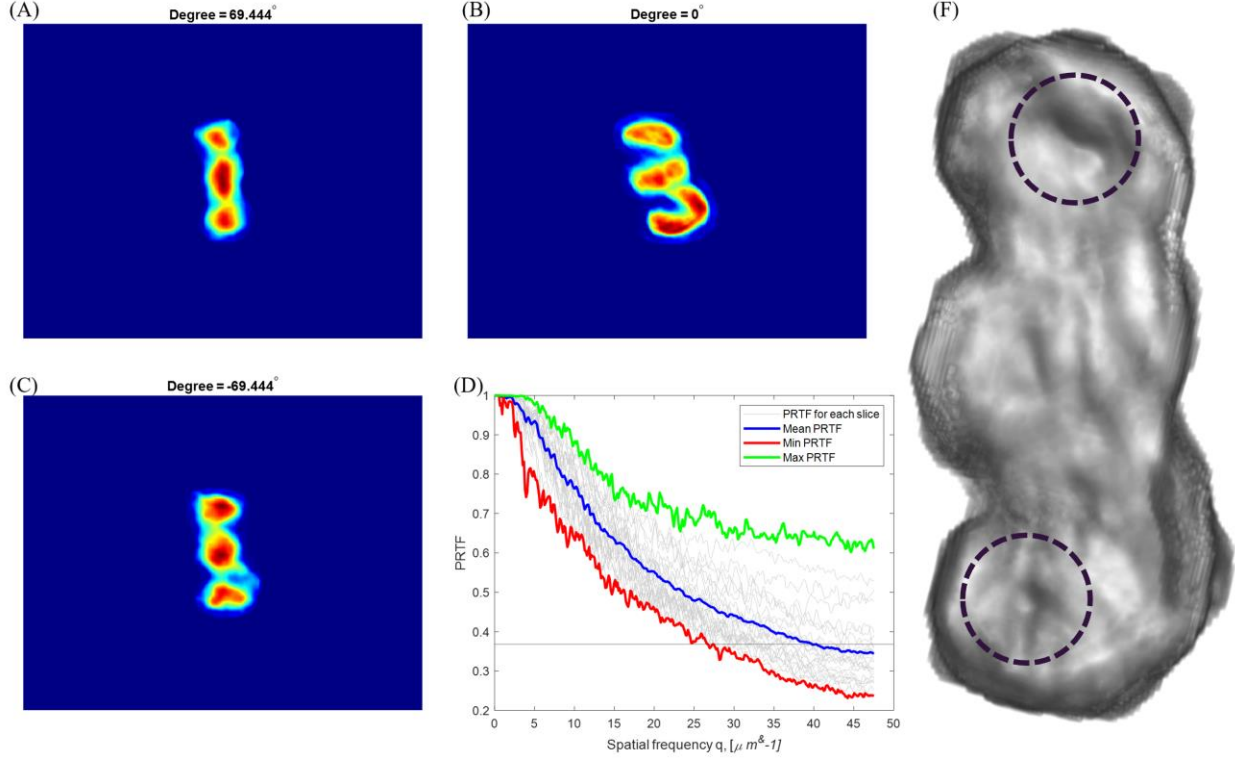 (A)
Degree = 69.444°
(B)
Degree = 0°
(F)
(C)
Degree = -69.444°
(D)
1
0.9
0.8
0.7
0.6
0.5
0.4
0.3
0.2
PRTF
PRTF for each slice
Mean PRTF
Min PRTF
Max PRTF
0 5 10 15 20 25 30 35 40 45 50
Spatial frequency q, [μ m^&-1]